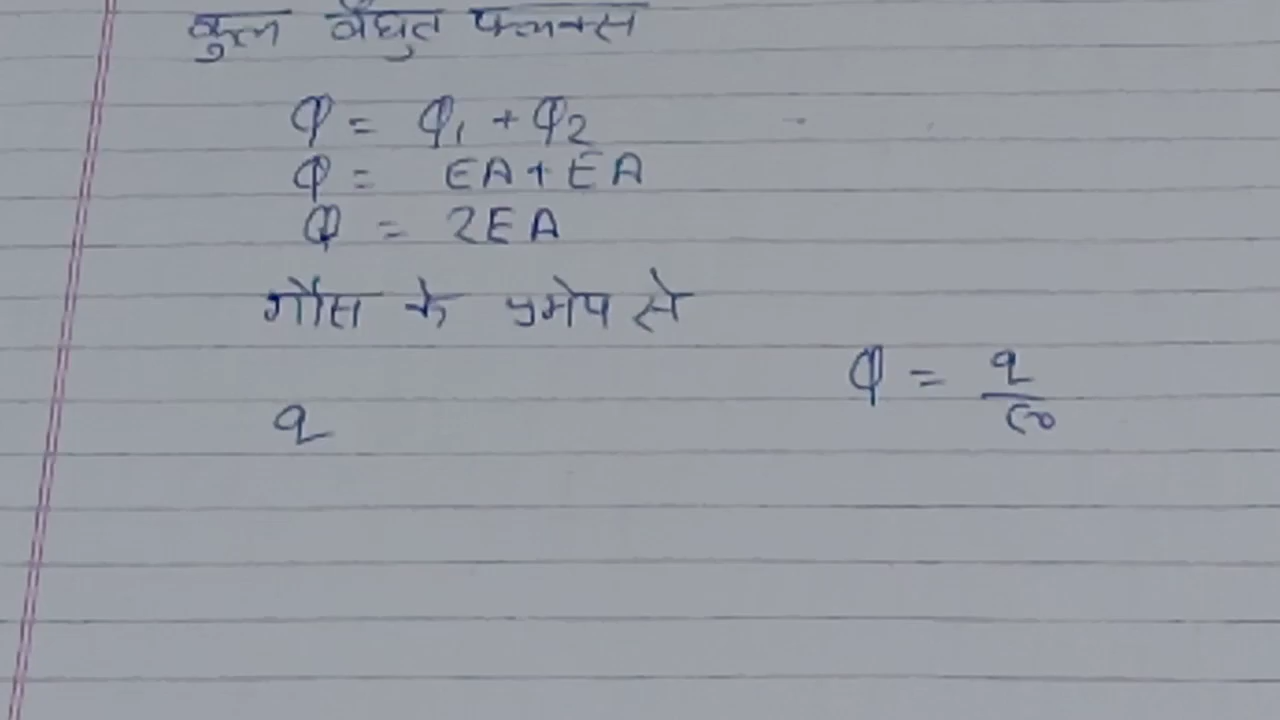 कुल वैद्युत फ्लक्स
φ = φ₁ + φ₂
φ = EA + EA
φ = 2EA
गौस के प्रमेय से
φ = q/ε₀
q